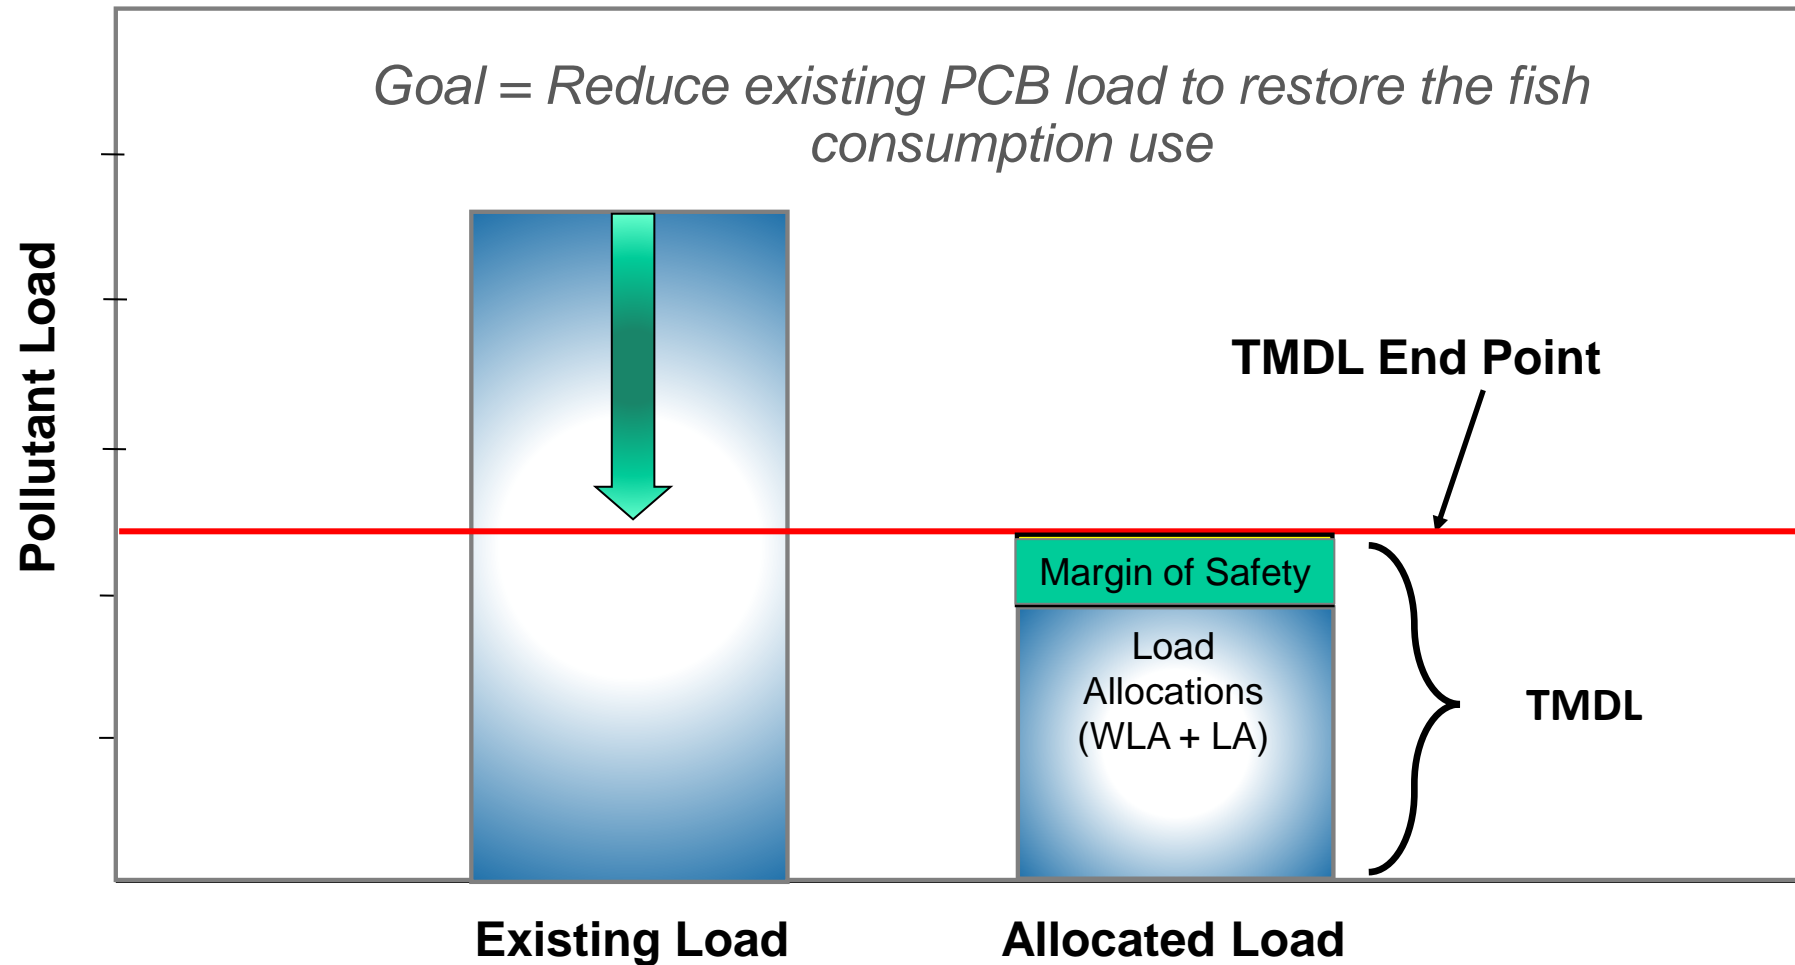 Goal = Reduce existing PCB load to restore the fish
consumption use
Pollutant Load
TMDL End Point
Margin of Safety
Load
Allocations
(WLA + LA)
TMDL
Existing Load
Allocated Load